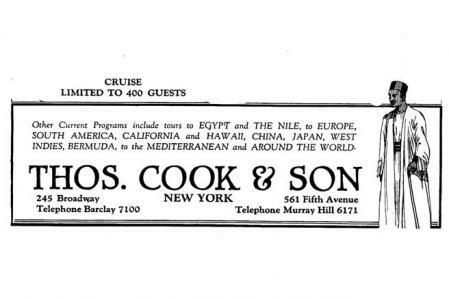 CRUISE
LIMITED TO 400 GUESTS
Other Current Programs include tours to EGYPT and THE NILE, to EUROPE,
SOUTH AMERICA, CALIFORNIA and HAWAII, CHINA, JAPAN, WEST
INDIES, BERMUDA, to the MEDITERRANEAN and AROUND THE WORLD-
THOS. COOK & SON
245 Broadway NEW YORK 561 Fifth Avenue
Telephone Barclay 7100 Telephone Murray Hill 6171